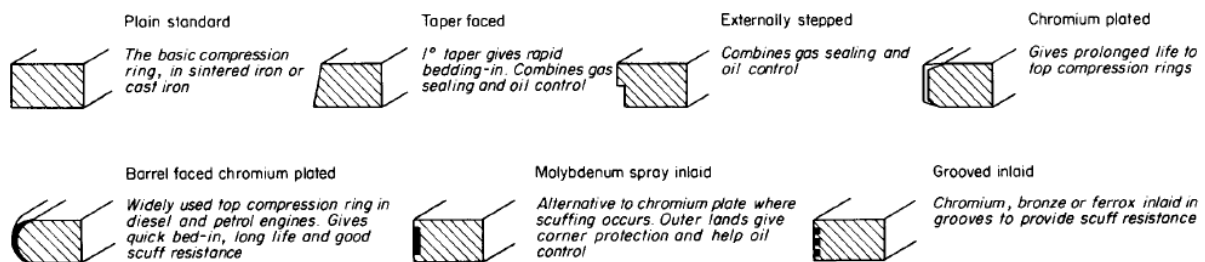 Plain standard
The basic compression
ring, in sintered iron or
cast iron
Taper faced
1° taper gives rapid
bedding-in. Combines gas
sealing and oil control
Externally stepped
Combines gas sealing and
oil control
Chromium plated
Gives prolonged life to
top compression rings
Barrel faced chromium plated
Widely used top compression ring in
diesel and petrol engines. Gives
quick bed-in, long life and good
scuff resistance
Molybdenum spray inlaid
Alternative to chromium plate where
scuffing occurs. Outer lands give
corner protection and help oil
control
Grooved inlaid
Chromium, bronze or ferrox inlaid in
grooves to provide scuff resistance